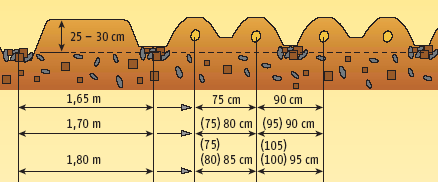 25 – 30 cm
1,65 m 75 cm 90 cm
1,70 m (75) 80 cm (95) 90 cm
(75) (105)
1,80 m (80) 85 cm (100) 95 cm